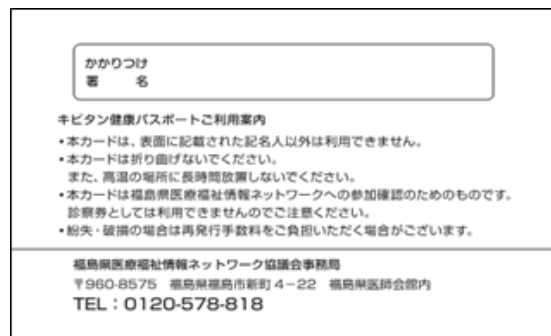 かかりつけ
署　　名
キビタン健康パスポートご利用案内
・本カードは、表面に記載された記名人以外は利用できません。
・本カードは折り曲げないでください。
また、高温の場所に長時間放置しないでください。
・本カードは福島県医療福祉情報ネットワークへの参加確認のためのものです。
診察券としては利用できませんのでご注意ください。
・紛失・破損の場合は再発行手数料をご負担いただく場合がございます。
福島県医療福祉情報ネットワーク協議会事務局
〒960-8575　福島県福島市新町4－22　福島県医師会館内
TEL：0120-578-818